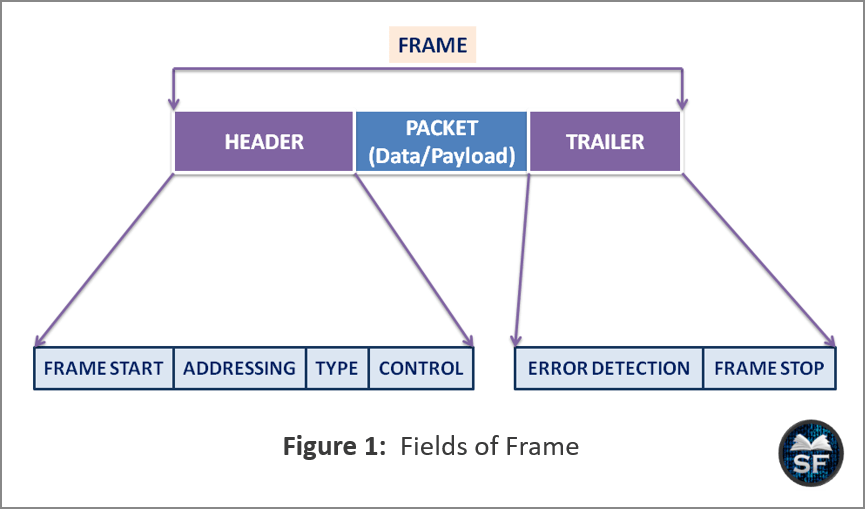 FRAME
HEADER
PACKET
(Data/Payload)
TRAILER
FRAME START
ADDRESSING
TYPE
CONTROL
ERROR DETECTION
FRAME STOP
Figure 1: Fields of Frame
SF